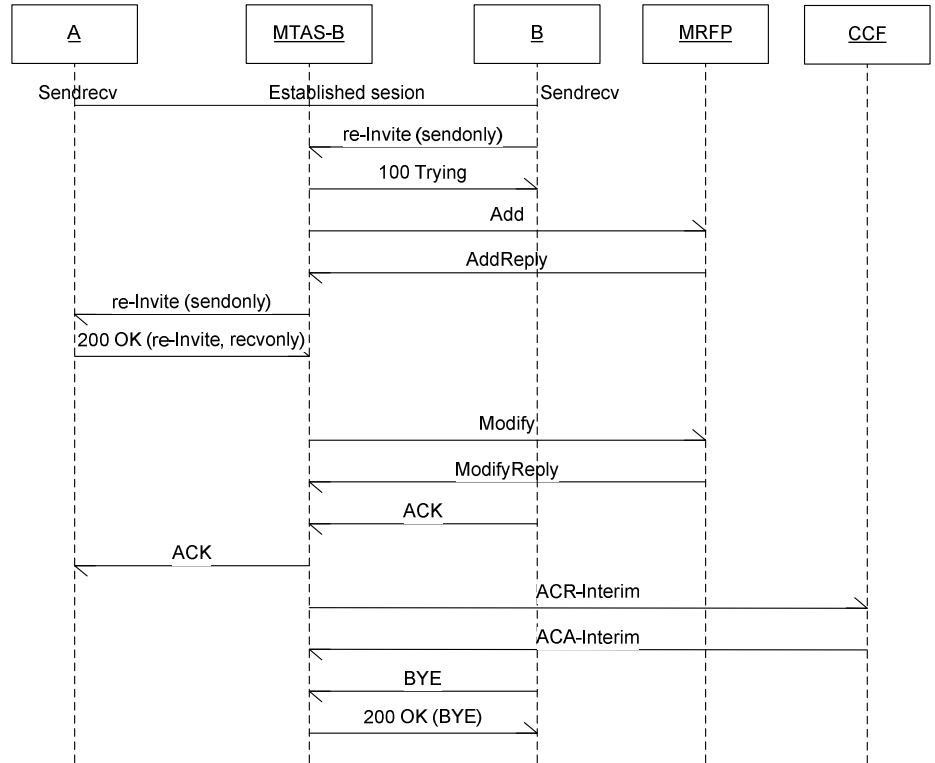 A
MTAS-B
B
MRFP
CCF
Sendrecv
Established sesion
Sendrecv
re-Invite (sendonly)
100 Trying
Add
AddReply
re-Invite (sendonly)
200 OK (re-Invite, recvonly)
Modify
ModifyReply
ACK
ACK
ACR-Interim
ACA-Interim
BYE
200 OK (BYE)